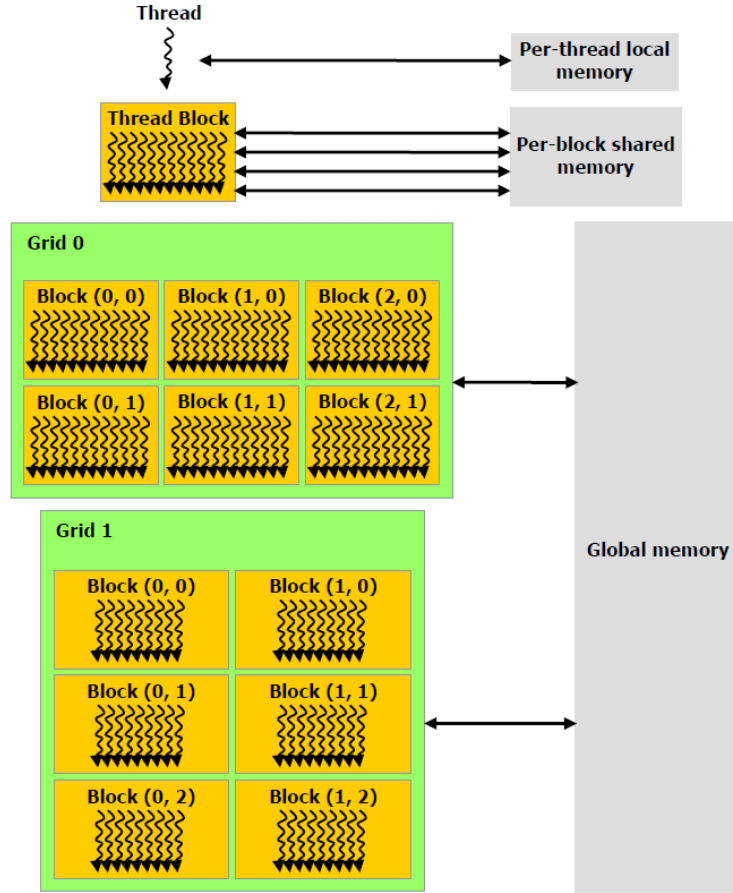 Thread
Per-thread local
memory
Thread Block
Per-block shared
memory
Grid 0
Block (0, 0) Block (1, 0) Block (2, 0)
Block (0, 1) Block (1, 1) Block (2, 1)
Global memory
Grid 1
Block (0, 0) Block (1, 0)
Block (0, 1) Block (1, 1)
Block (0, 2) Block (1, 2)